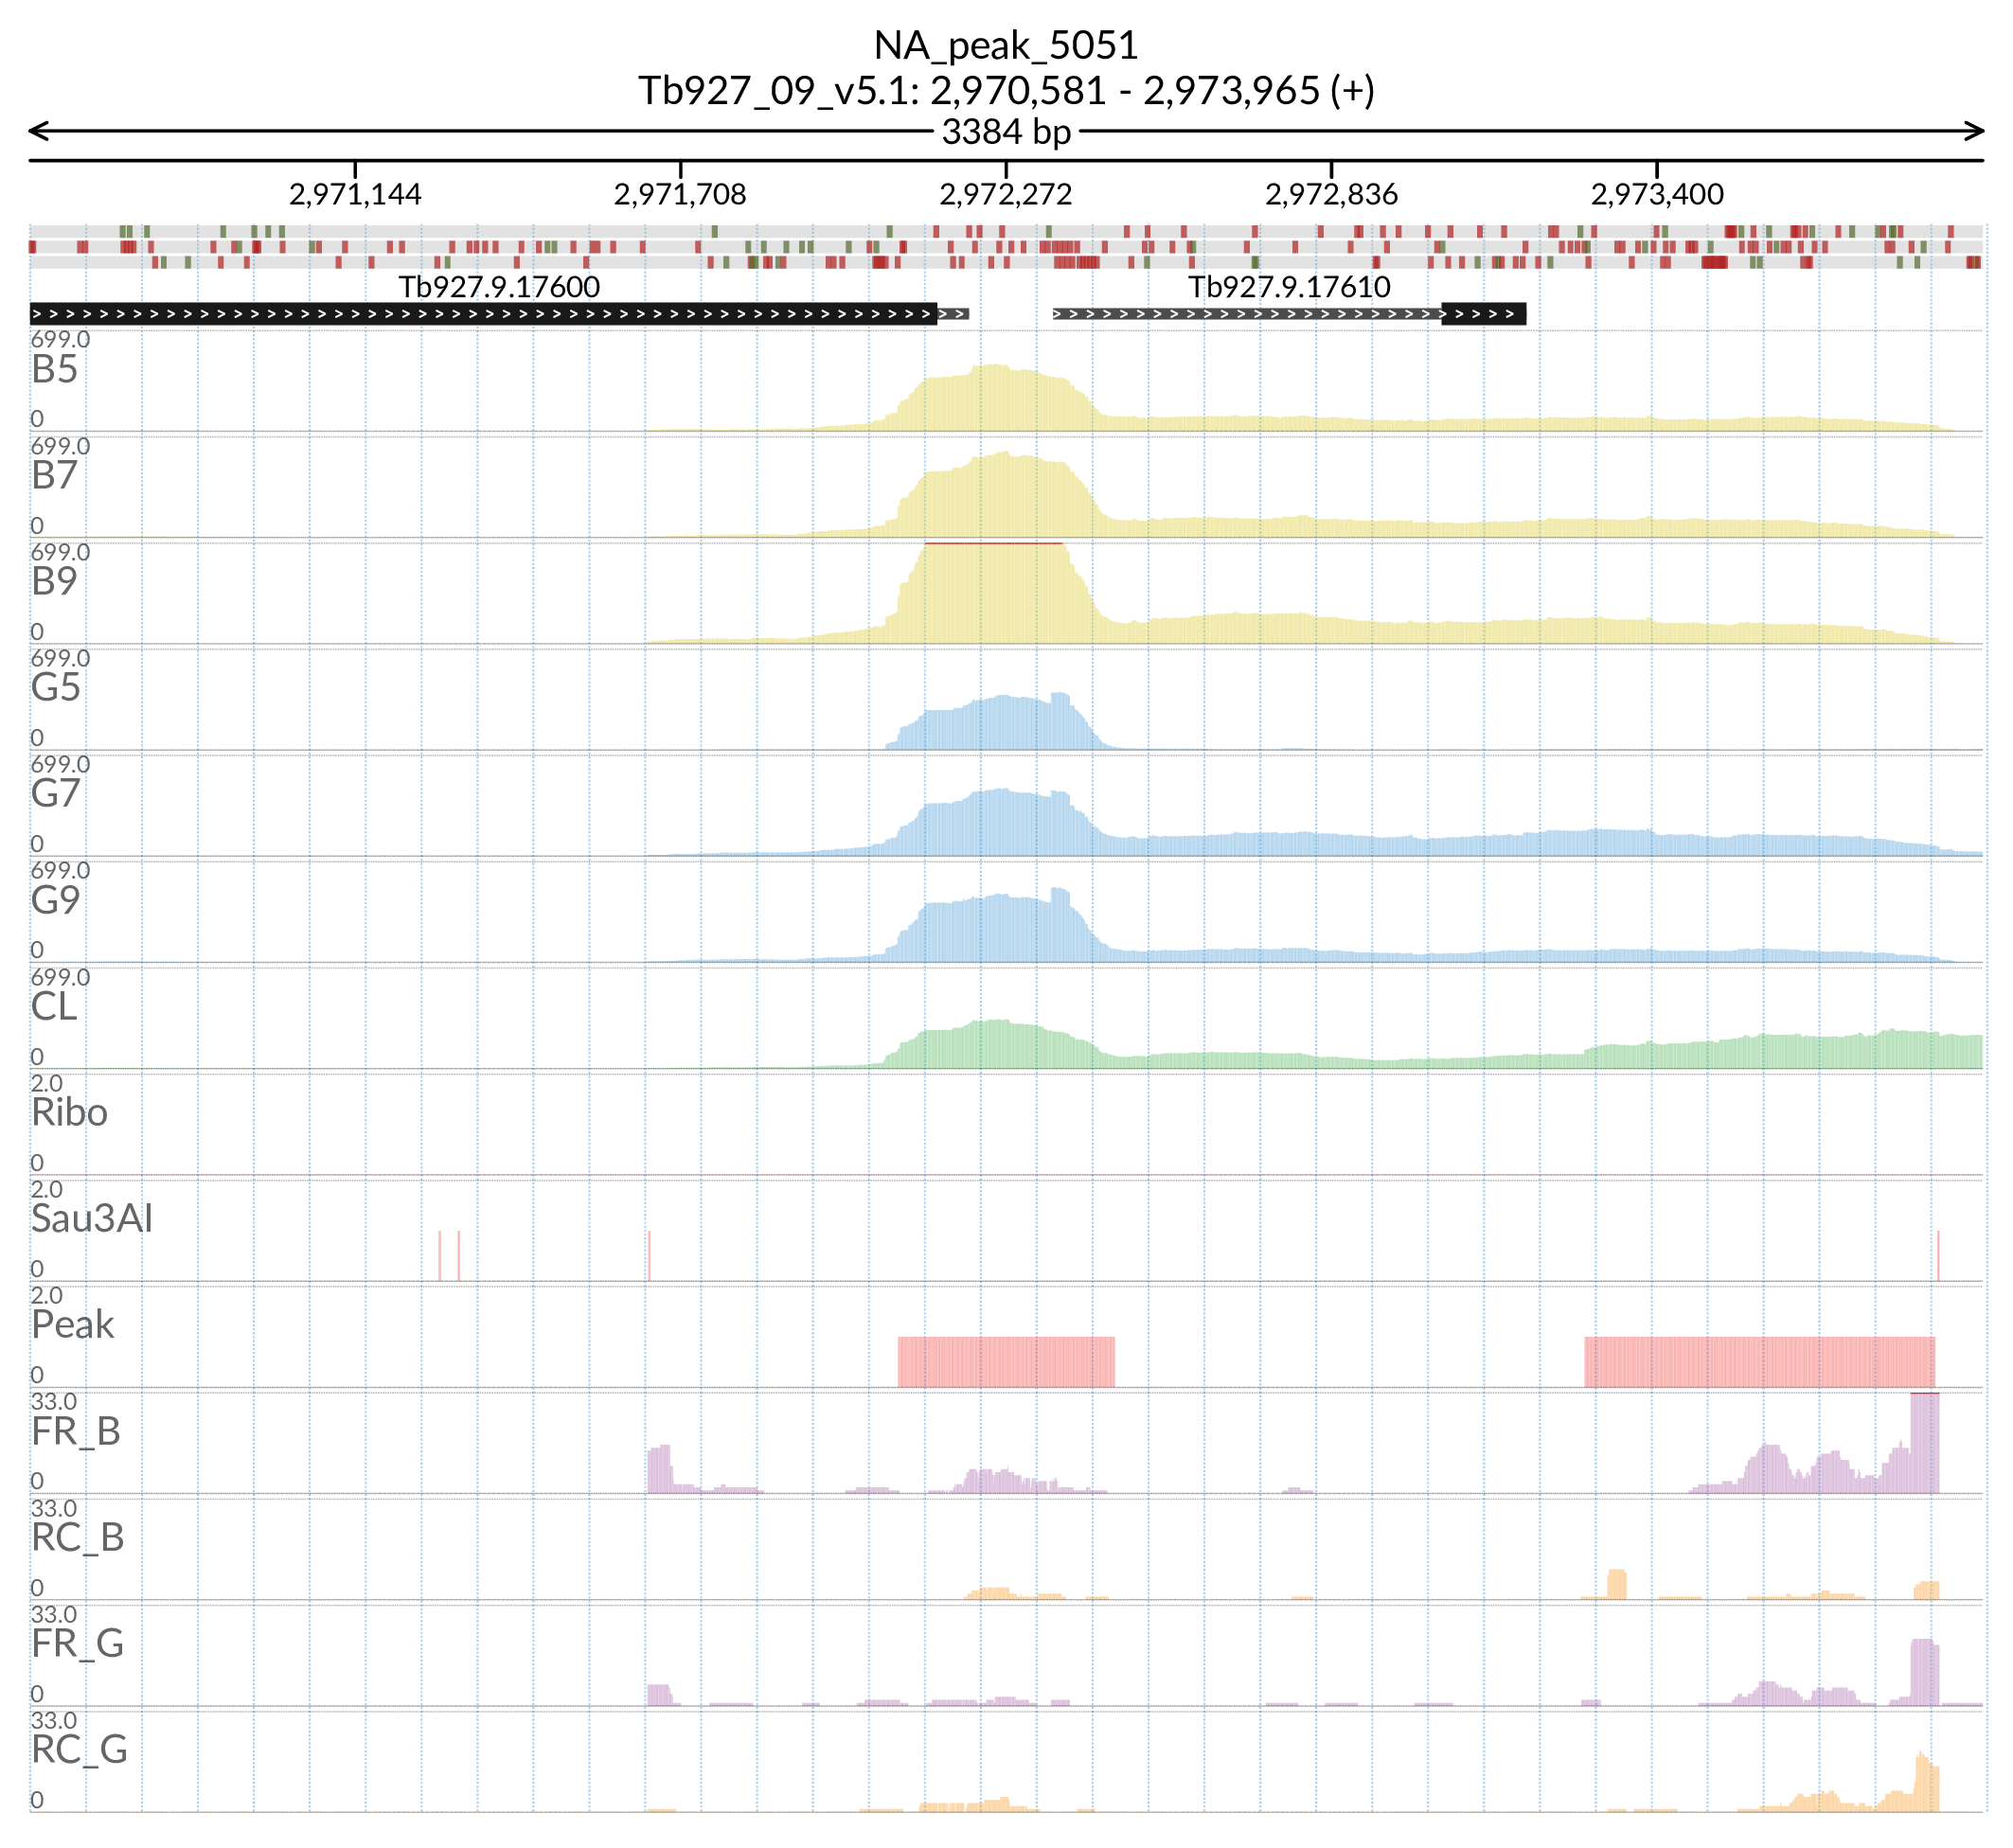 NA_peak_5051
Tb927_09_v5.1: 2,970,581 - 2,973,965 (+)
3384 bp
2,971,144 2,971,708 2,972,272 2,972,836 2,973,400
Tb927.9.17600 Tb927.9.17610
699.0
B5
0
699.0
B7
0
699.0
B9
0
699.0
G5
0
699.0
G7
0
699.0
G9
0
699.0
CL
0
2.0
Ribo
0
2.0
Sau3AI
0
2.0
Peak
0
33.0
FR_B
0
33.0
RC_B
0
33.0
FR_G
0
33.0
RC_G
0